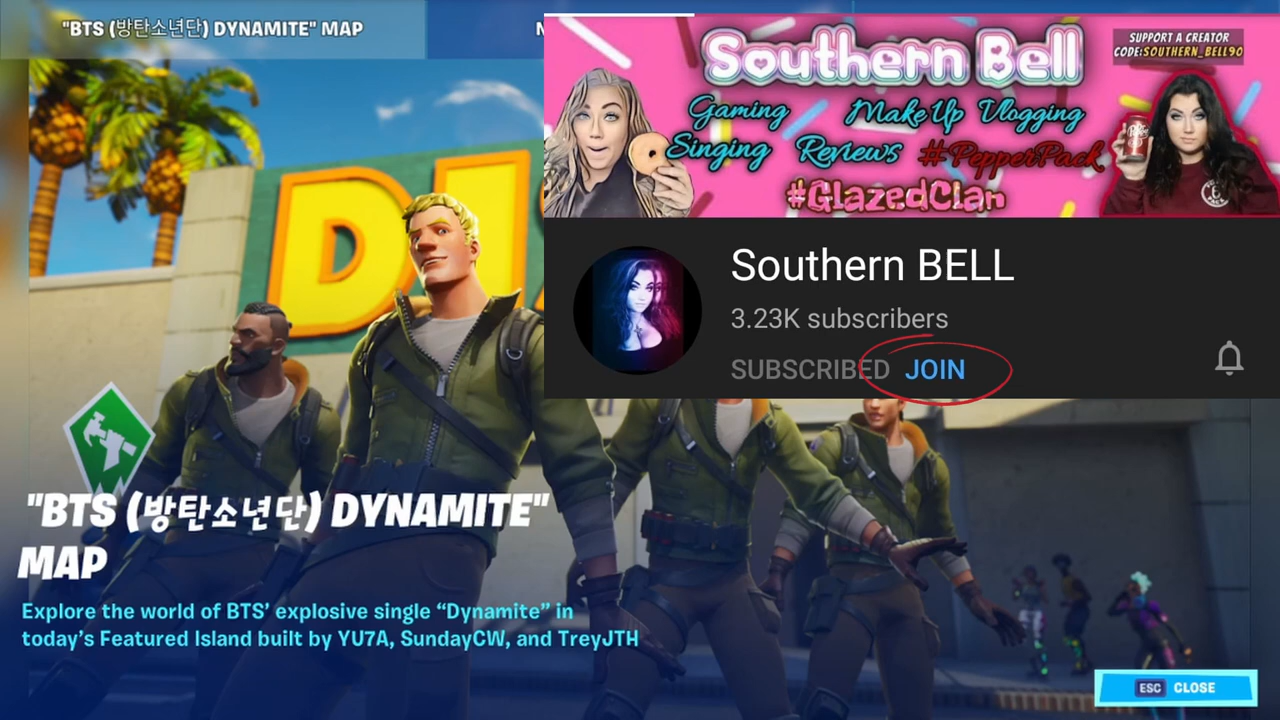 "BTS (방탄소년단) DYNAMITE" MAP
N
Southern Bell
SUPPORT A CREATOR
CODE:SOUTHERN_BELL90
Gaming Make Up Vlogging
Singing Reviews #PepperPack
#GlazedClan
Southern BELL
3.23K subscribers
SUBSCRIBED JOIN
"BTS (방탄소년단) DYNAMITE"
MAP
Explore the world of BTS' explosive single “Dynamite” in
today's Featured Island built by YU7A, SundayCW, and TreyJTH
ESC CLOSE